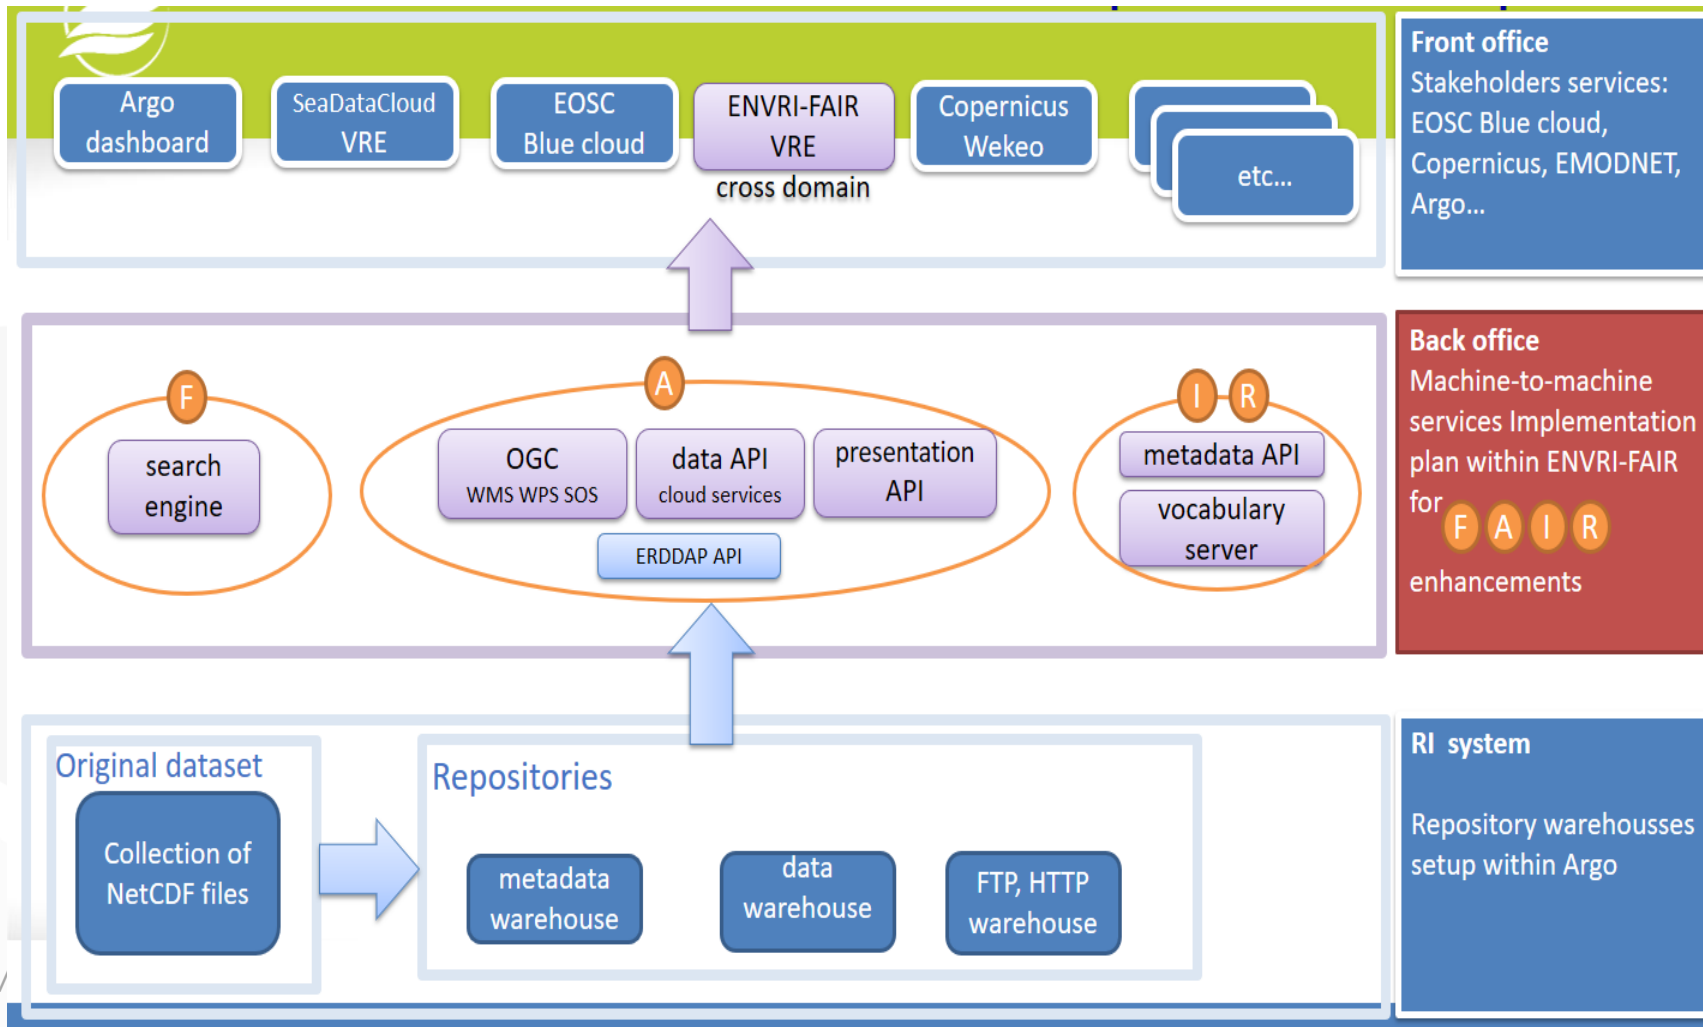 Argo
dashboard
SeaDataCloud
VRE
EOSC
Blue cloud
ENVRI-FAIR
VRE
cross domain
Copernicus
Wekeo
etc...
Front office
Stakeholders services:
EOSC Blue cloud,
Copernicus, EMODNET,
Argo...
F
search
engine
A
OGC
WMS WPS SOS
data API
cloud services
presentation
API
ERDDAP API
I R
metadata API
vocabulary
server
Back office
Machine-to-machine
services Implementation
plan within ENVRI-FAIR
for F A I R
enhancements
Original dataset
Collection of
NetCDF files
Repositories
metadata
warehouse
data
warehouse
FTP, HTTP
warehouse
RI system
Repository warehousses
setup within Argo